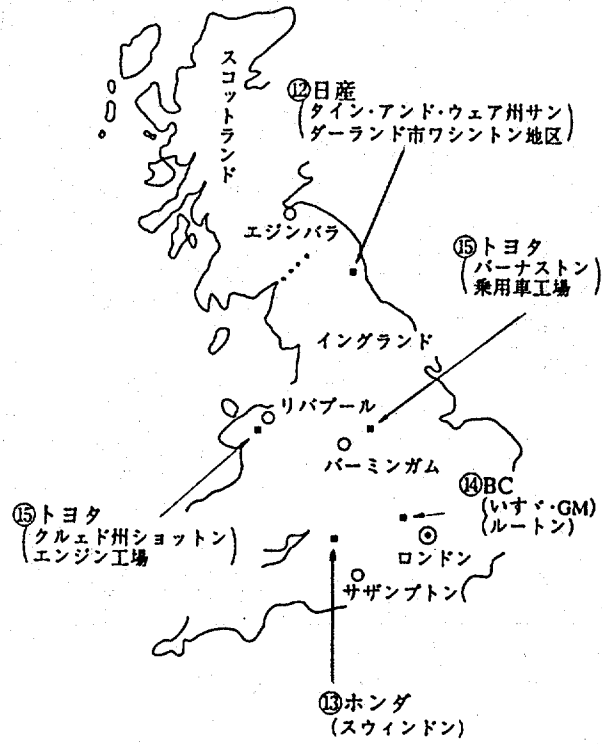 スコットランド
⑫日産
(タイン・アンド・ウェア州サン
ダーランド市ワシントン地区)
エジンバラ
⑮トヨタ
(バーナストン)
乗用車工場
イングランド
リバプール
バーミンガム
⑭BC
(いすゞ・GM)
(ルートン)
⑮トヨタ
(クルェド州ショットン)
エンジン工場
ロンドン
サザンプトン
⑬ホンダ
(スウィンドン)